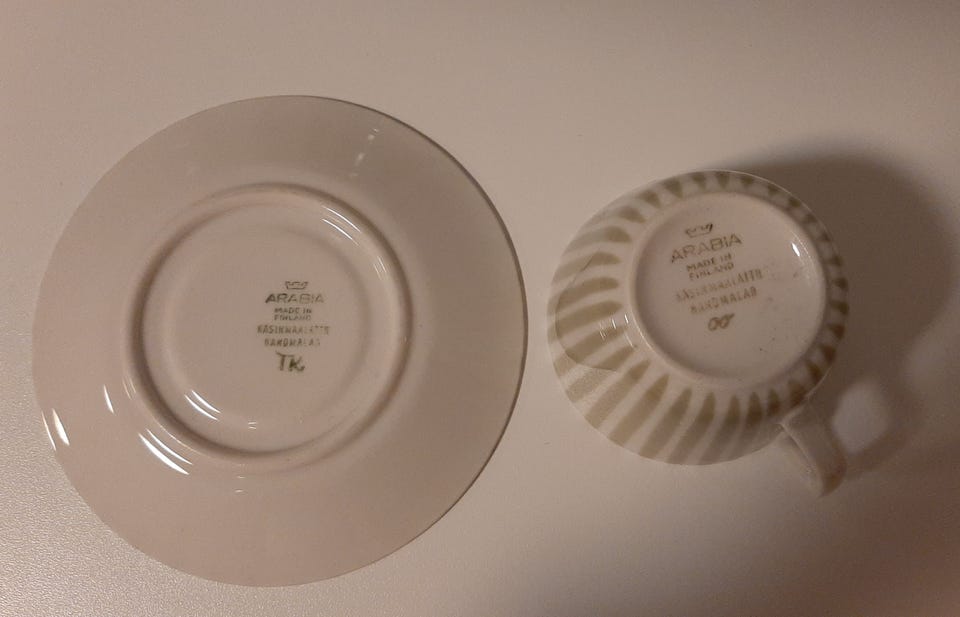 ARABIA
MADE IN
FINLAND
KÄSINMAALATTU
HANDMÅLAD
TK
ARABIA
MADE IN
FINLAND
KÄSINMAALATTU
HANDMÅLAD